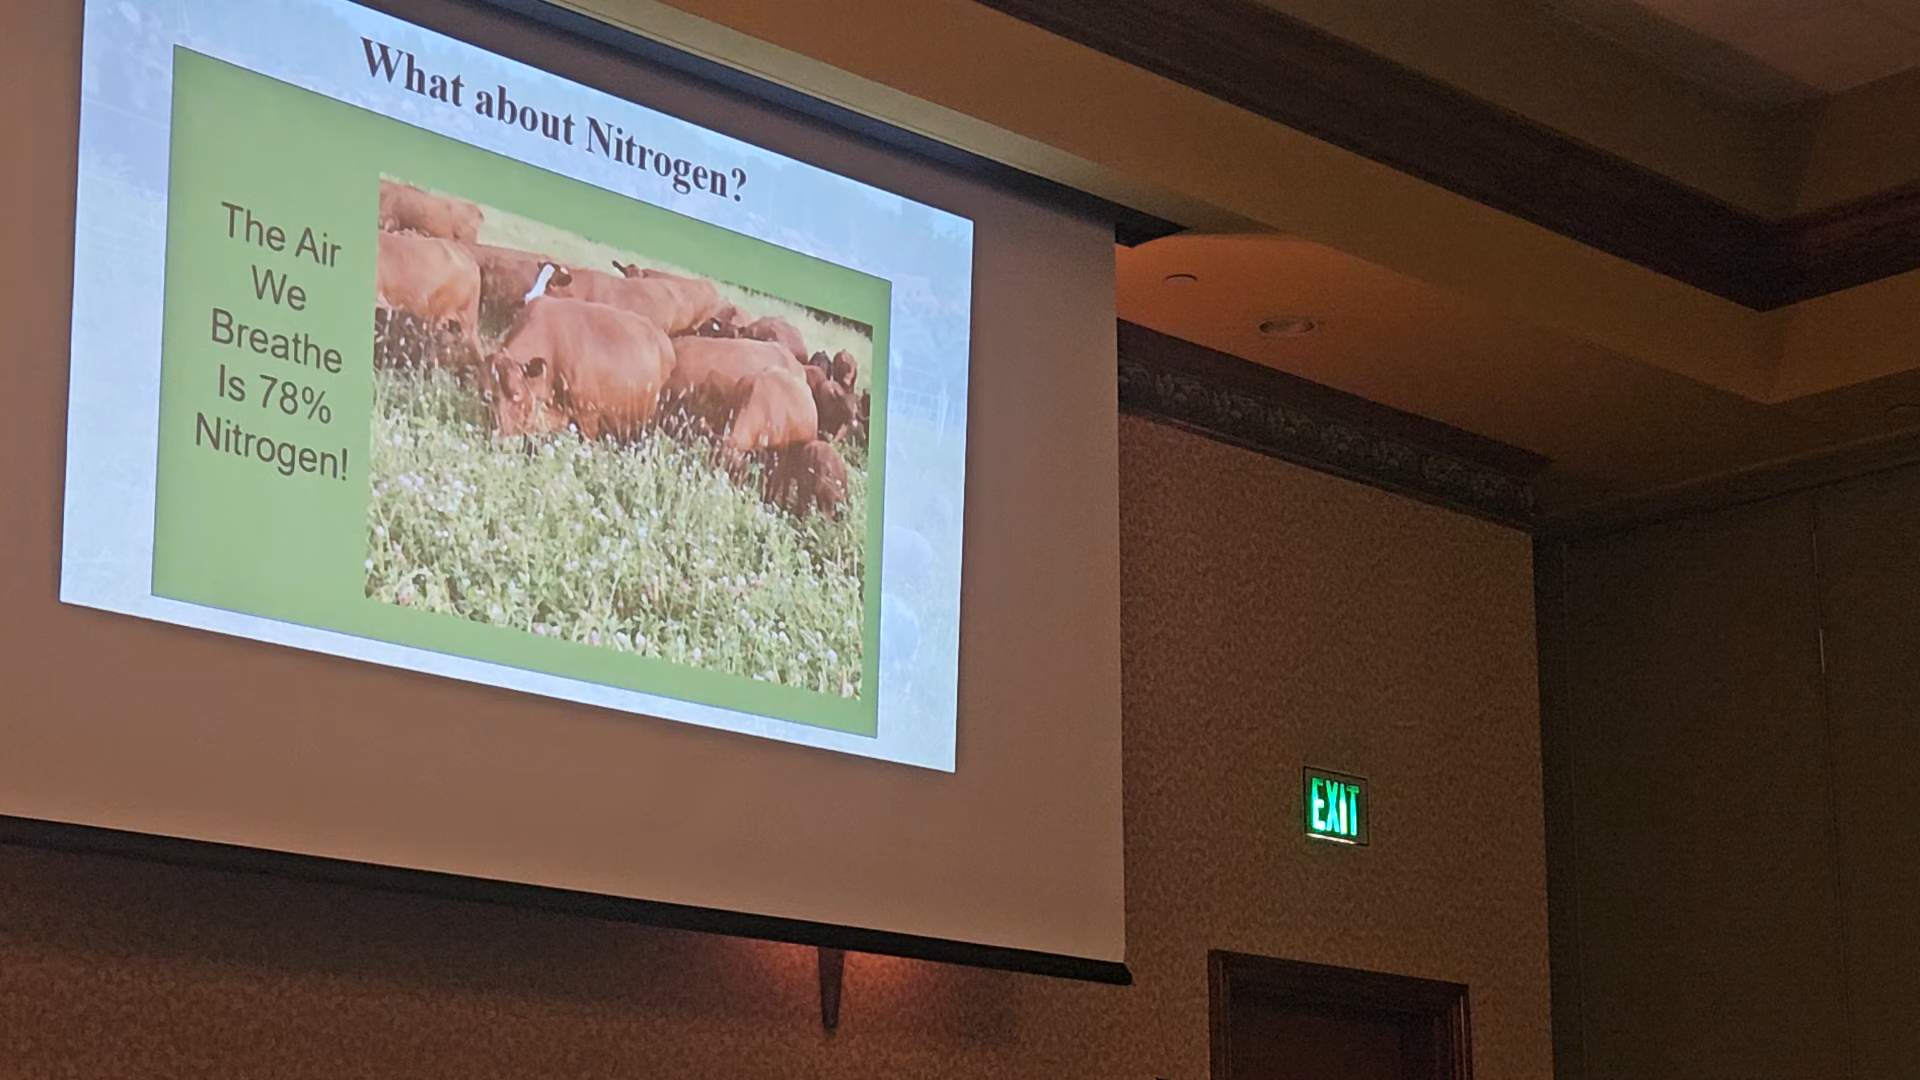 What about Nitrogen?
The Air
We
Breathe
Is 78%
Nitrogen!
EXIT